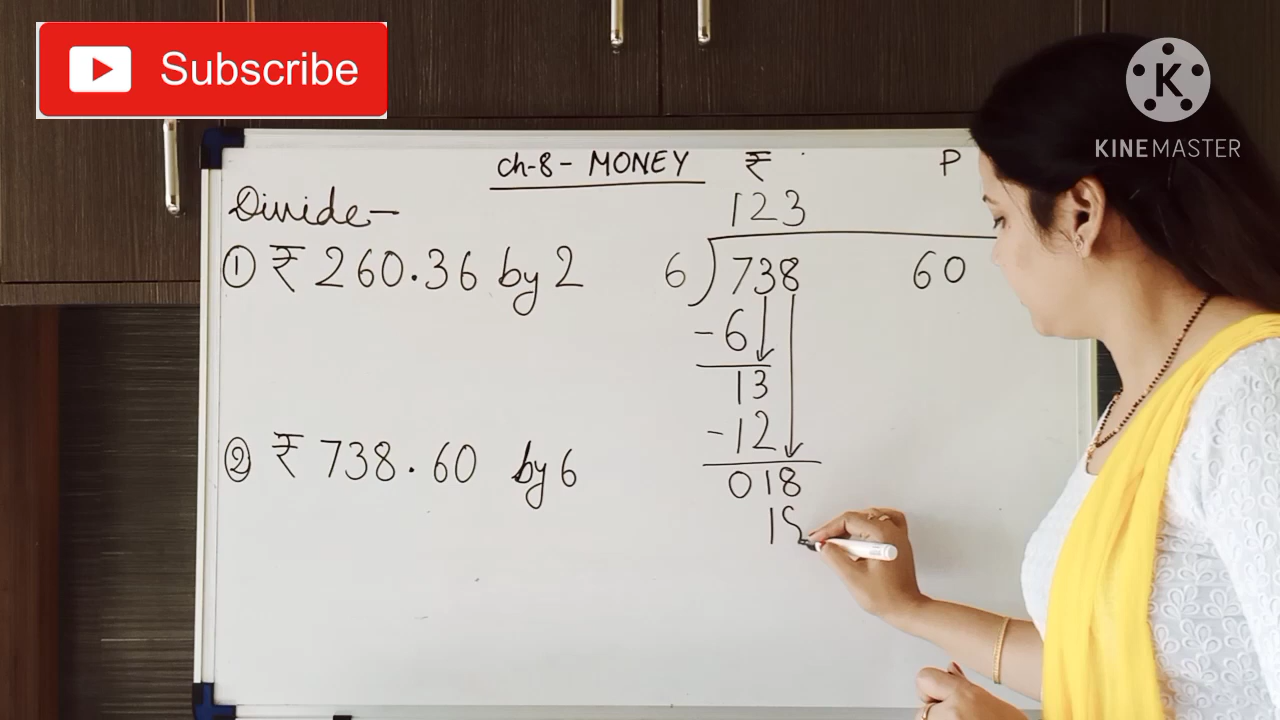 Subscribe
K
KINEMASTER
Ch-8- MONEY
Divide-
① ₹ 260.36 by 2
② ₹ 738.60 by 6
₹ P
123
6)738 60
-6
13
-12
018